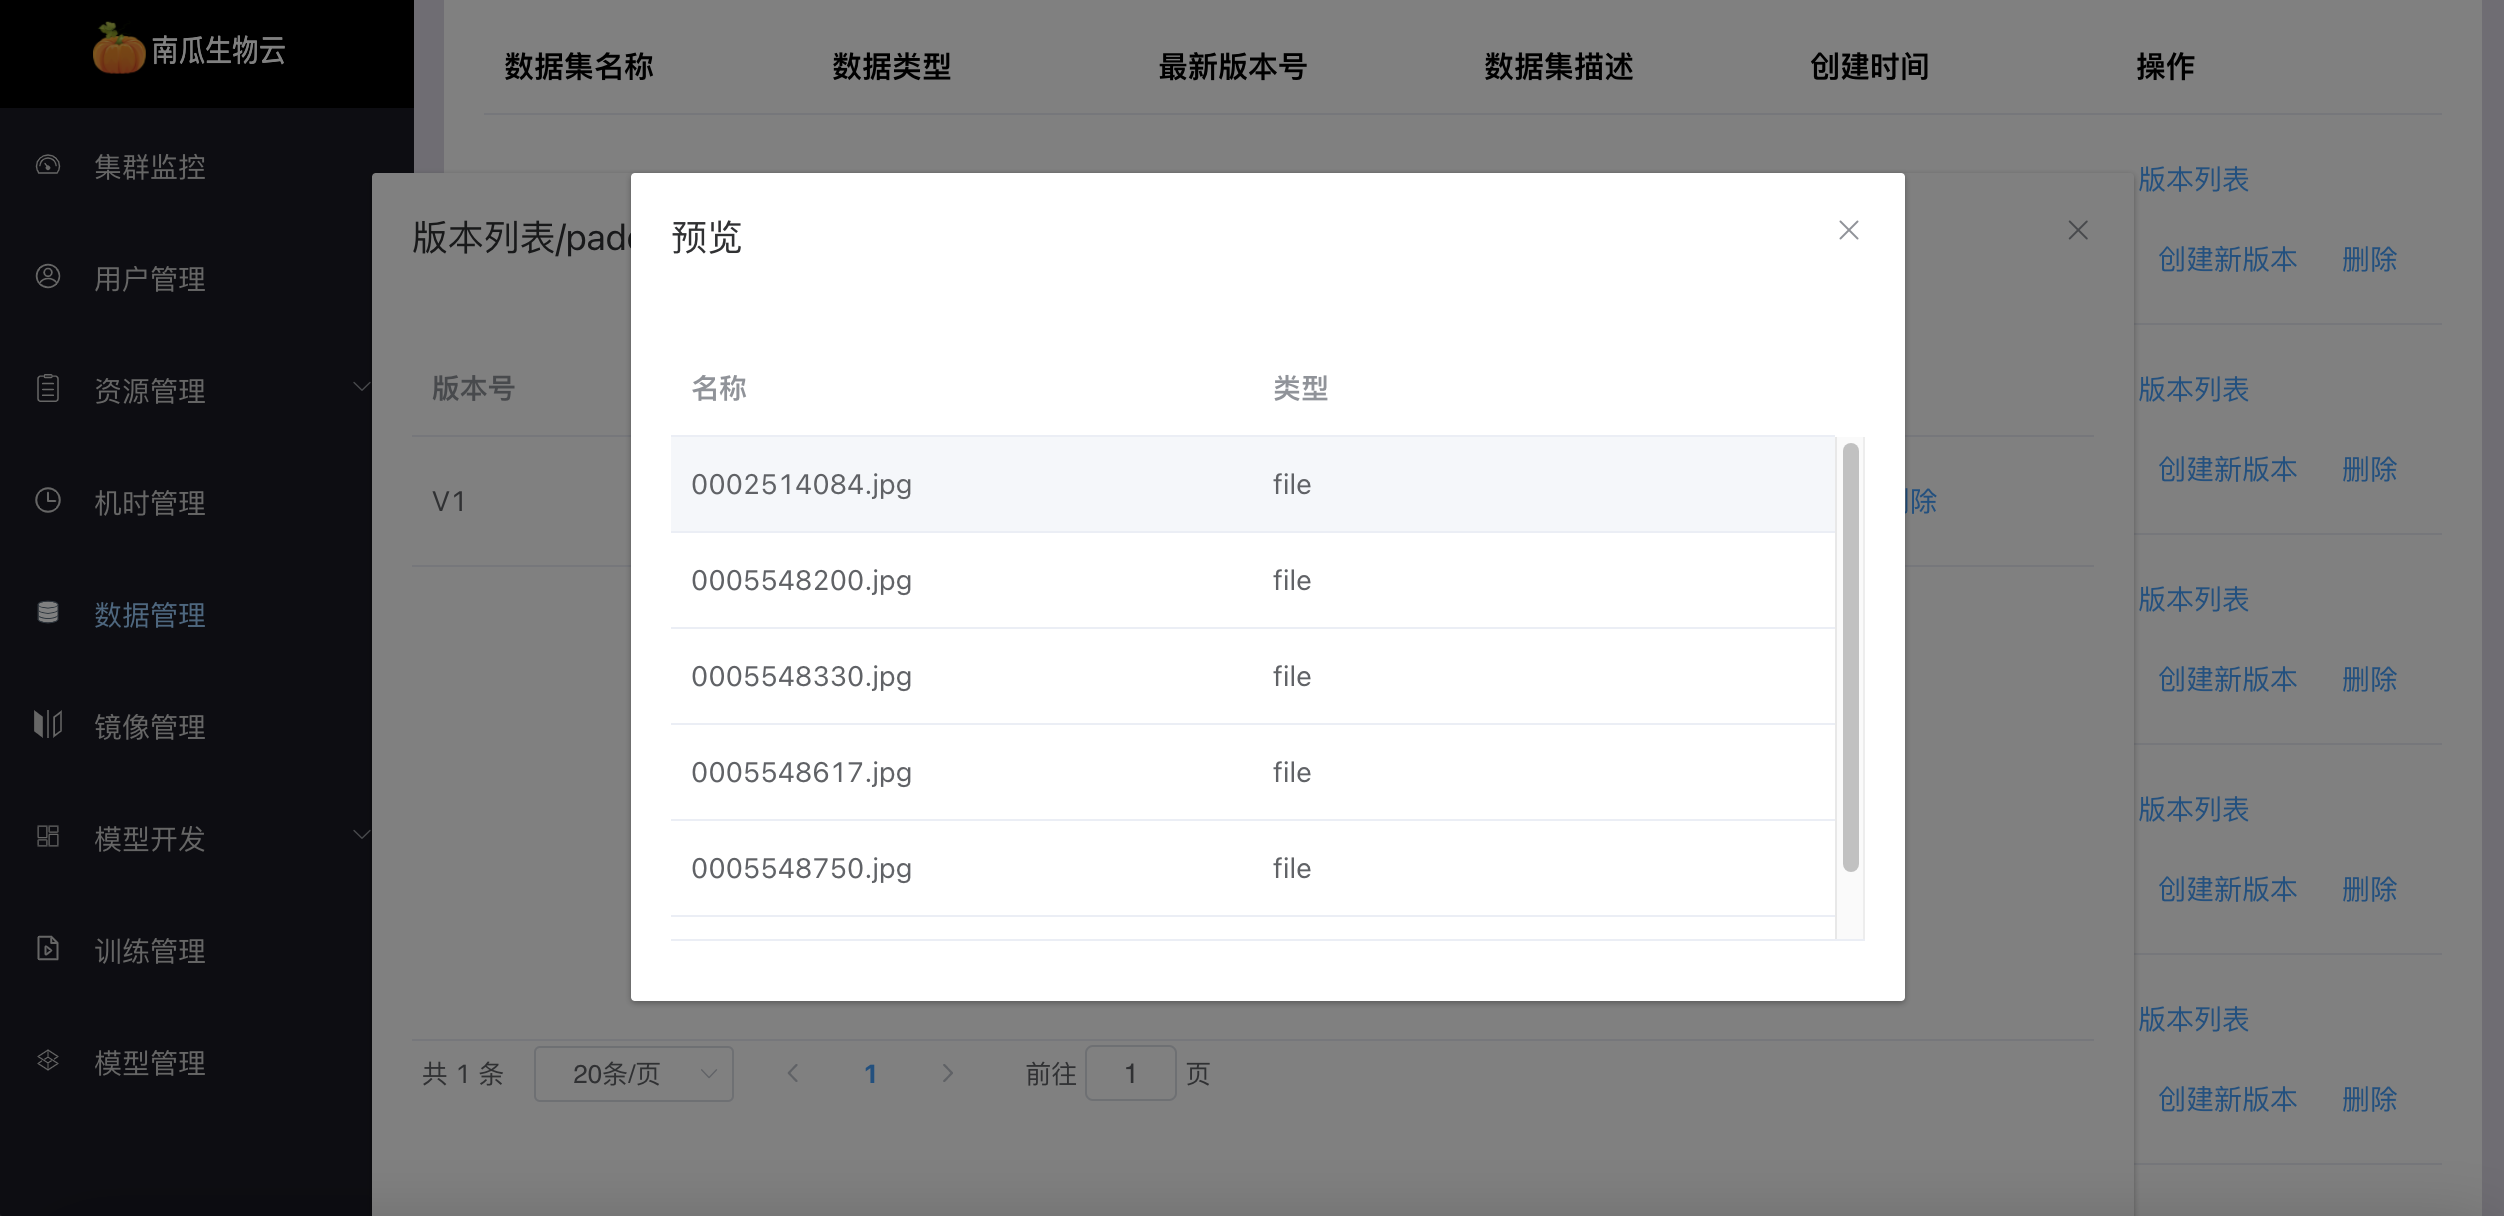 南瓜生物云
集群监控
用户管理
资源管理
机时管理
数据管理
镜像管理
模型开发
训练管理
模型管理
数据集名称 数据类型 最新版本号 数据集描述 创建时间 操作
版本列表
创建新版本 删除
版本列表
创建新版本 删除
版本列表
创建新版本 删除
版本列表
创建新版本 删除
版本列表
创建新版本 删除
版本列表/pad
版本号
V1 除
共 1 条 20条/页 1 前往 1 页
预览
名称 类型
0002514084.jpg file
0005548200.jpg file
0005548330.jpg file
0005548617.jpg file
0005548750.jpg file